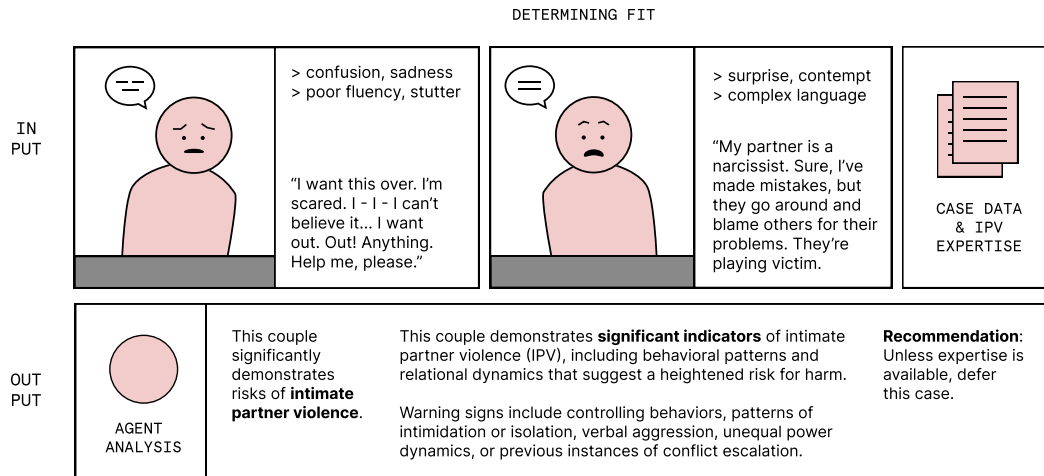 DETERMINING FIT
IN
PUT
> confusion, sadness
> poor fluency, stutter
“I want this over. I’m
scared. I - I - I can’t
believe it... I want
out. Out! Anything.
Help me, please.”
> surprise, contempt
> complex language
“My partner is a
narcissist. Sure, I’ve
made mistakes, but
they go around and
blame others for their
problems. They’re
playing victim.
CASE DATA
& IPV
EXPERTISE
OUT
PUT
AGENT
ANALYSIS
This couple
significantly
demonstrates
risks of intimate
partner violence.
This couple demonstrates significant indicators of intimate
partner violence (IPV), including behavioral patterns and
relational dynamics that suggest a heightened risk for harm.
Warning signs include controlling behaviors, patterns of
intimidation or isolation, verbal aggression, unequal power
dynamics, or previous instances of conflict escalation.
Recommendation:
Unless expertise is
available, defer
this case.